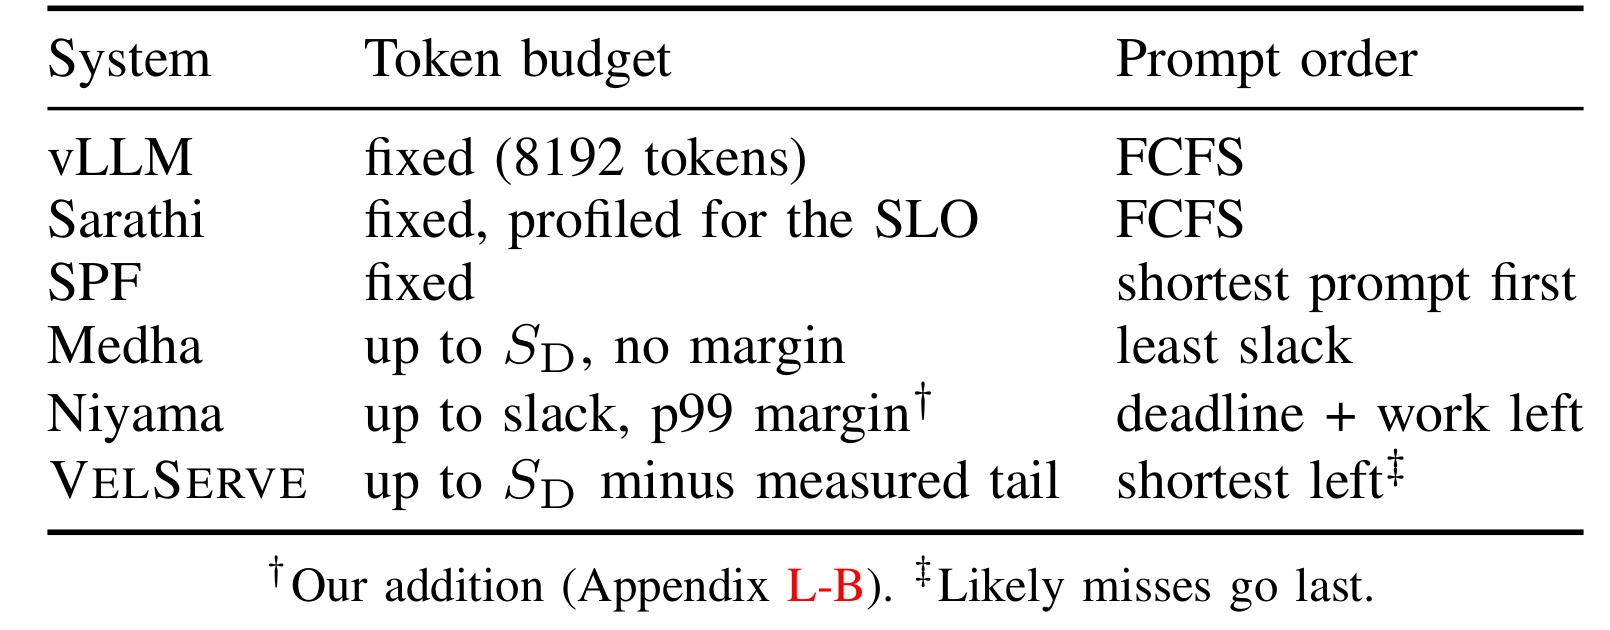 System Token budget Prompt order
vLLM fixed (8192 tokens) FCFS
Sarathi fixed, profiled for the SLO FCFS
SPF fixed shortest prompt first
Medha up to S_D, no margin least slack
Niyama up to slack, p99 margin† deadline + work left
VELSERVE up to S_D minus measured tail shortest left‡
†Our addition (Appendix L-B). ‡Likely misses go last.